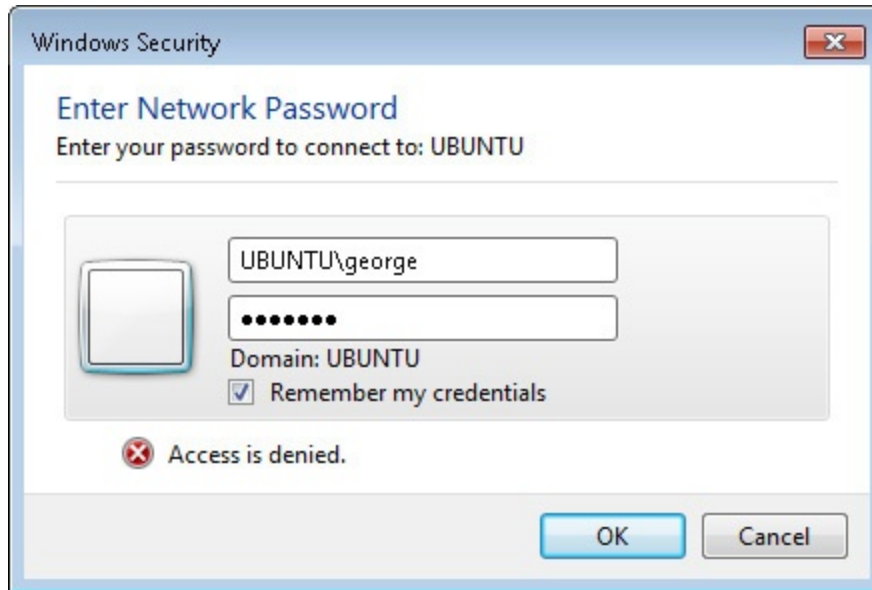 Windows Security
Enter Network Password
Enter your password to connect to: UBUNTU
UBUNTU\george
●●●●●●●
Domain: UBUNTU
Remember my credentials
Access is denied.
OK
Cancel